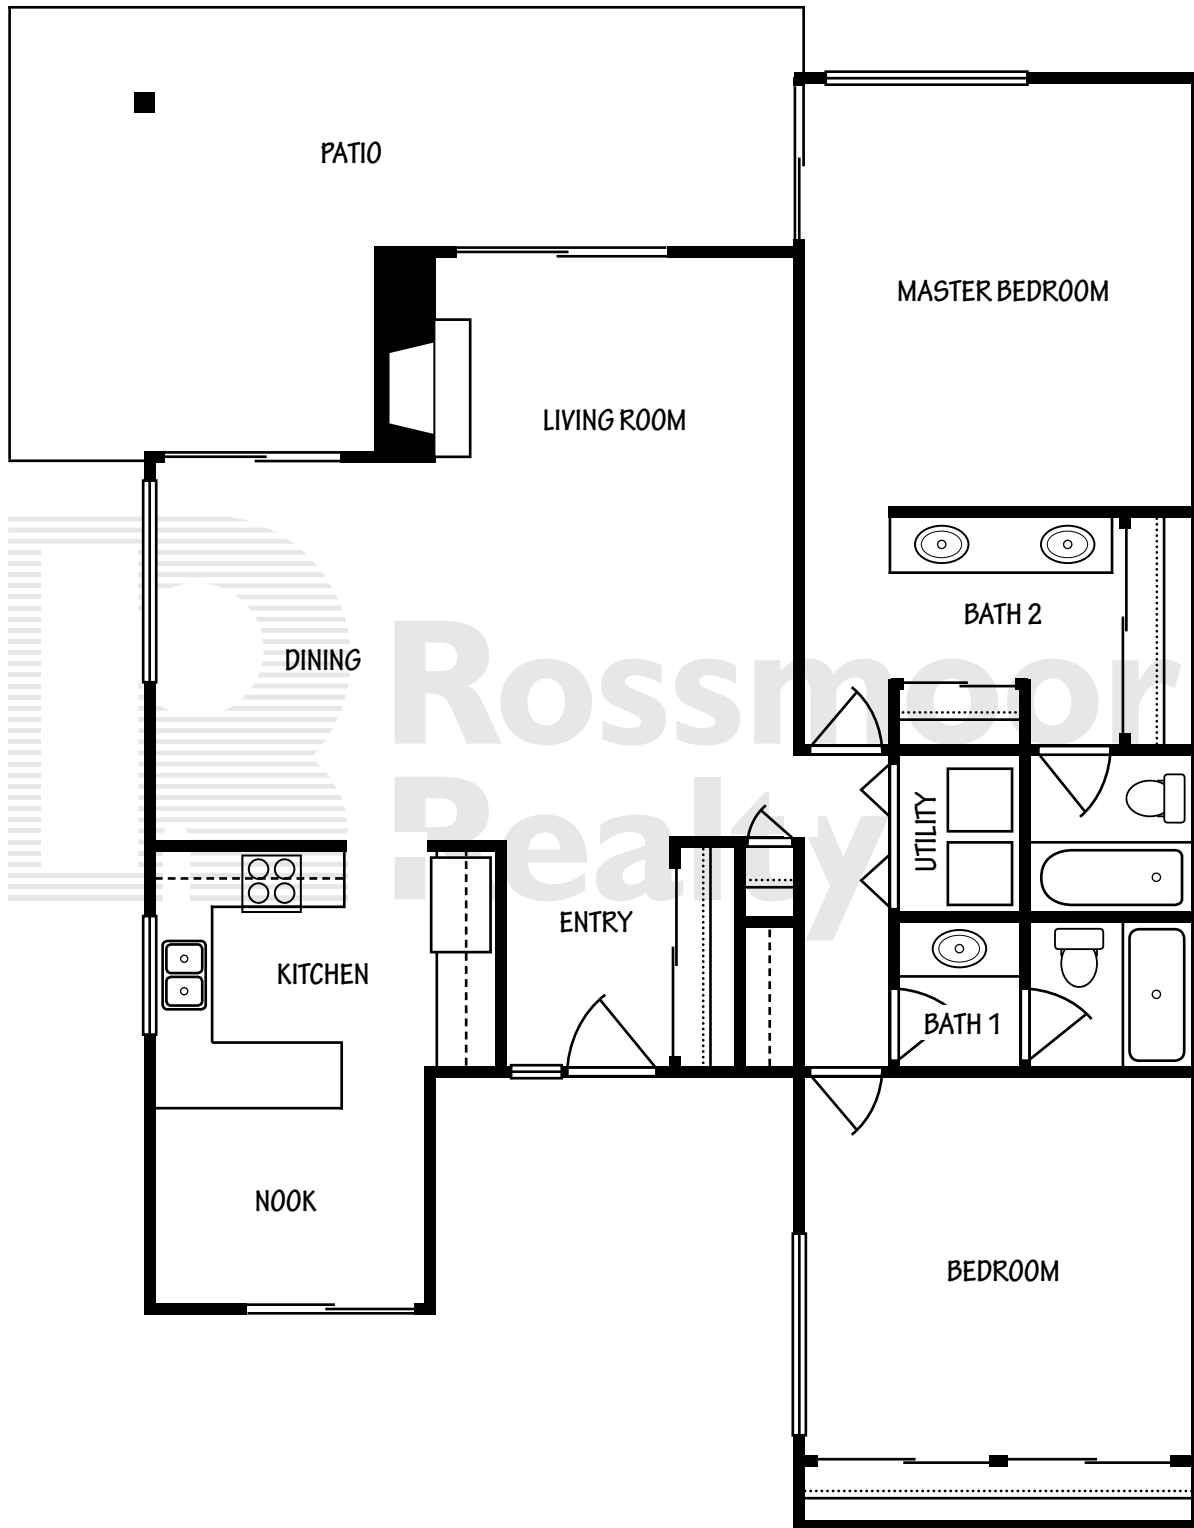 PATIO
MASTER BEDROOM
LIVING ROOM
BATH 2
DINING
Rossmoor
Realty
UTILITY
ENTRY
KITCHEN
BATH 1
NOOK
BEDROOM